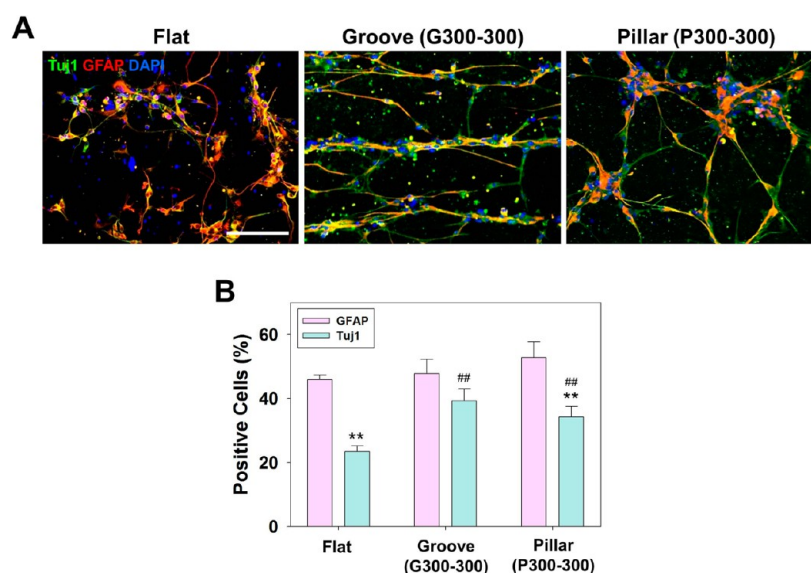 A
Flat
Groove (G300-300)
Pillar (P300-300)
Tuj1 GFAP DAPI
B
Positive Cells (%)
60
40
20
0
GFAP
Tuj1
**
##
##
**
Flat
Groove
(G300-300)
Pillar
(P300-300)